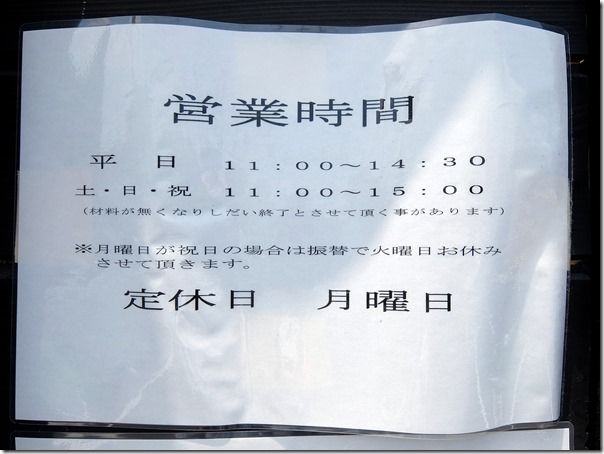 営業時間
平 日 11:00～14:30
土・日・祝 11:00～15:00
(材料が無くなりしだい終了とさせて頂く事があります)
※月曜日が祝日の場合は振替で火曜日お休み
させて頂きます。
定休日 月曜日